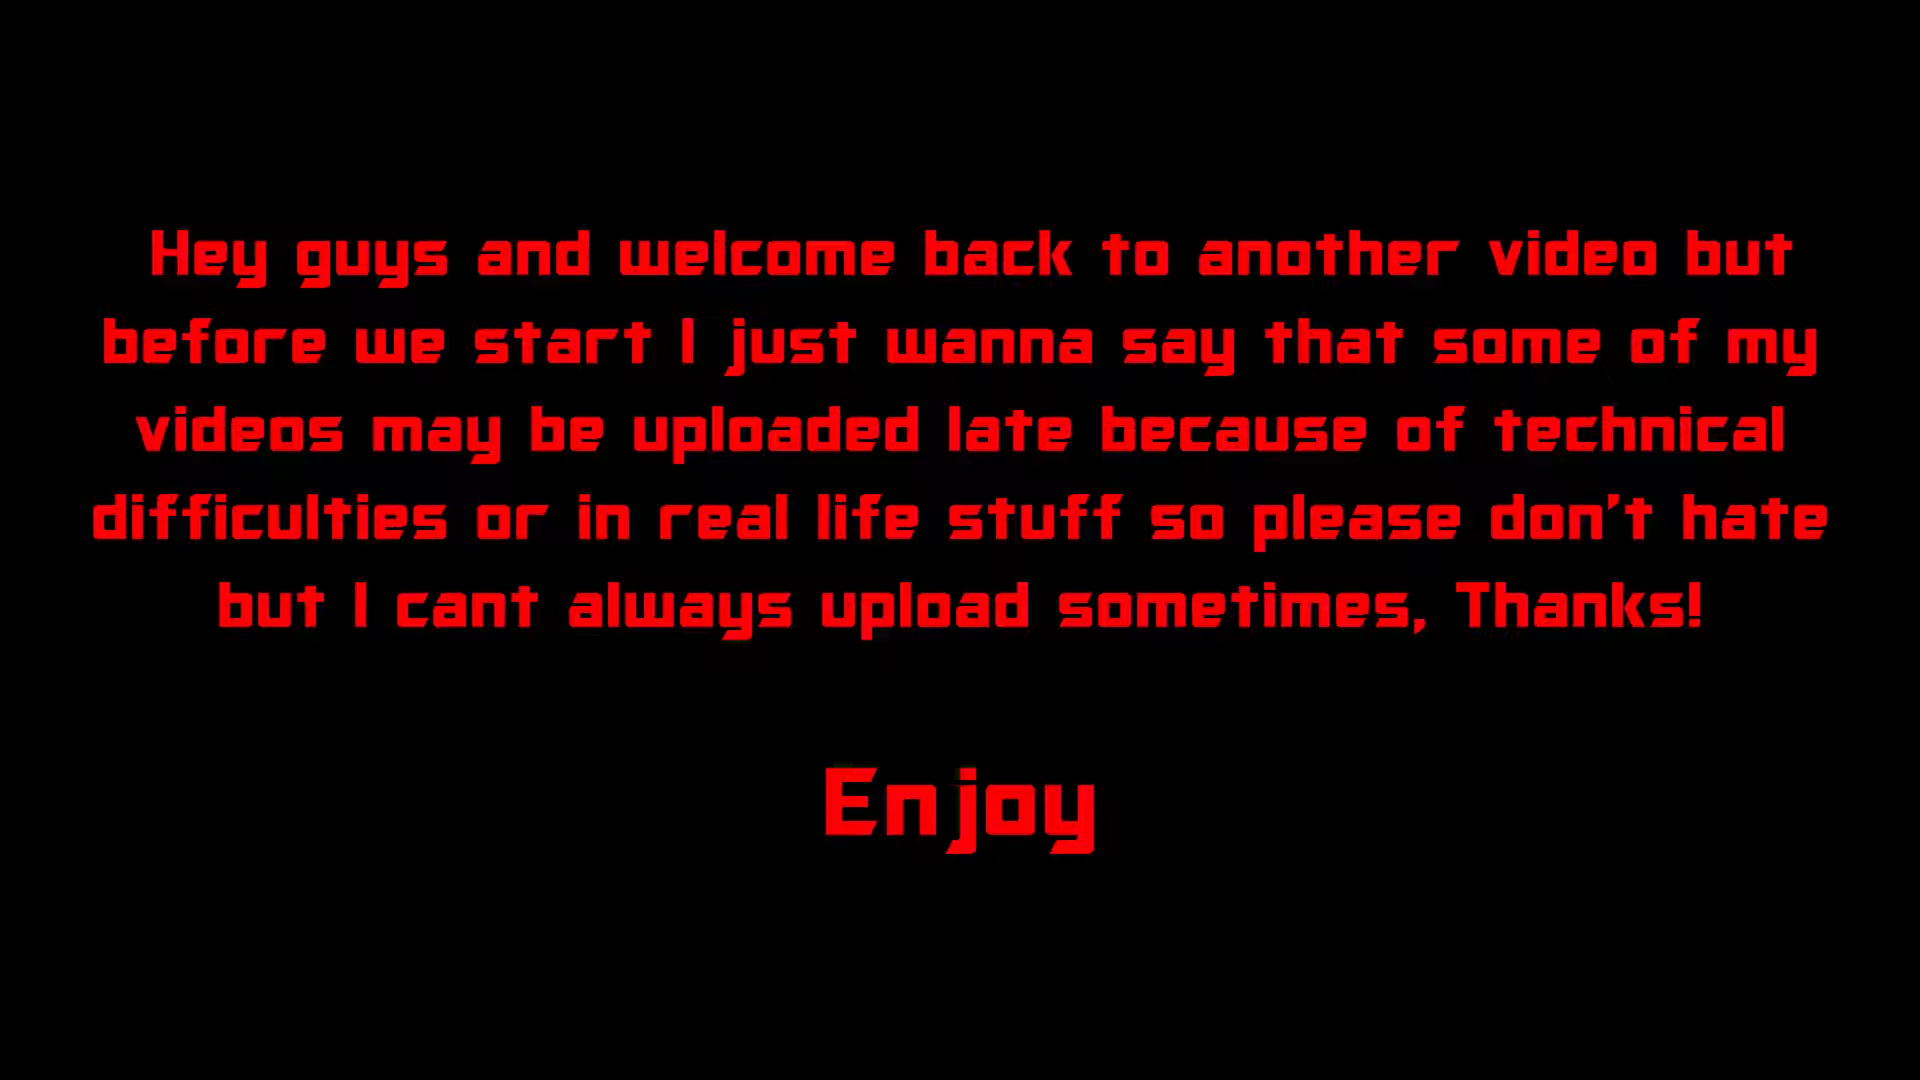 Hey guys and welcome back to another video but
before we start I just wanna say that some of my
videos may be uploaded late because of technical
difficulties or in real life stuff so please don't hate
but I cant always upload sometimes, Thanks!
Enjoy